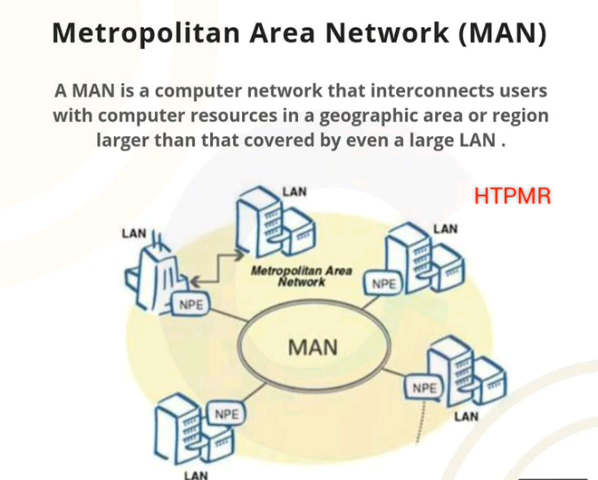 Metropolitan Area Network (MAN)
A MAN is a computer network that interconnects users
with computer resources in a geographic area or region
larger than that covered by even a large LAN .
HTPMR
LAN
LAN
LAN
Metropolitan Area
Network
NPE
NPE
MAN
NPE
NPE
LAN
LAN